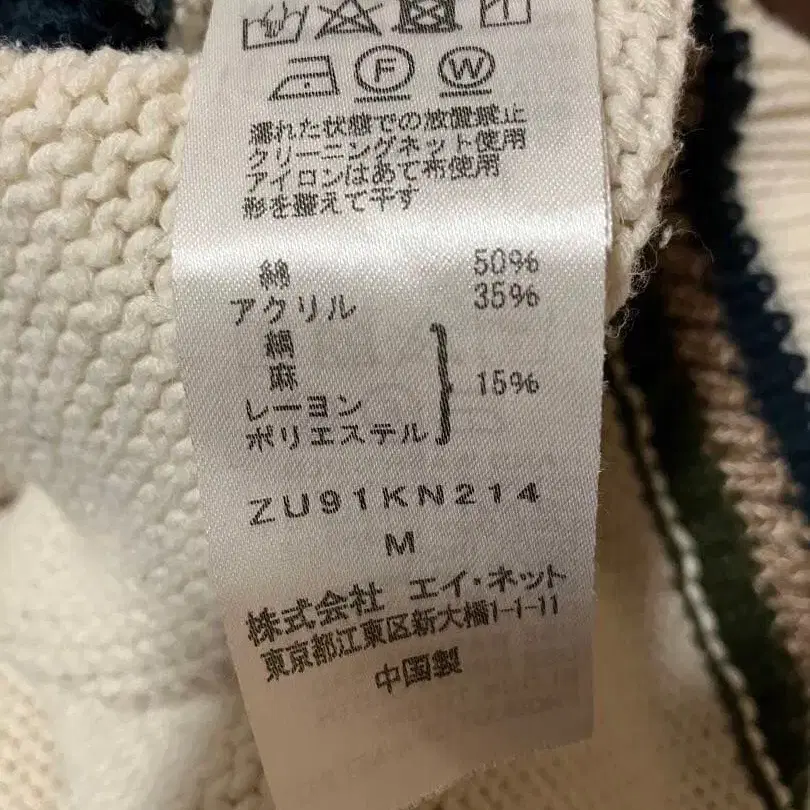 F W
濡れた状態での放置禁止
クリーニングネット使用
アイロンはあて布使用
形を整えて干す
綿 50%
アクリル 35%
綿
麻
レーヨン
ポリエステル
15%
ZU91KN214
M
株式会社 エイ・ネット
東京都江東区新大橋1-1-11
中国製